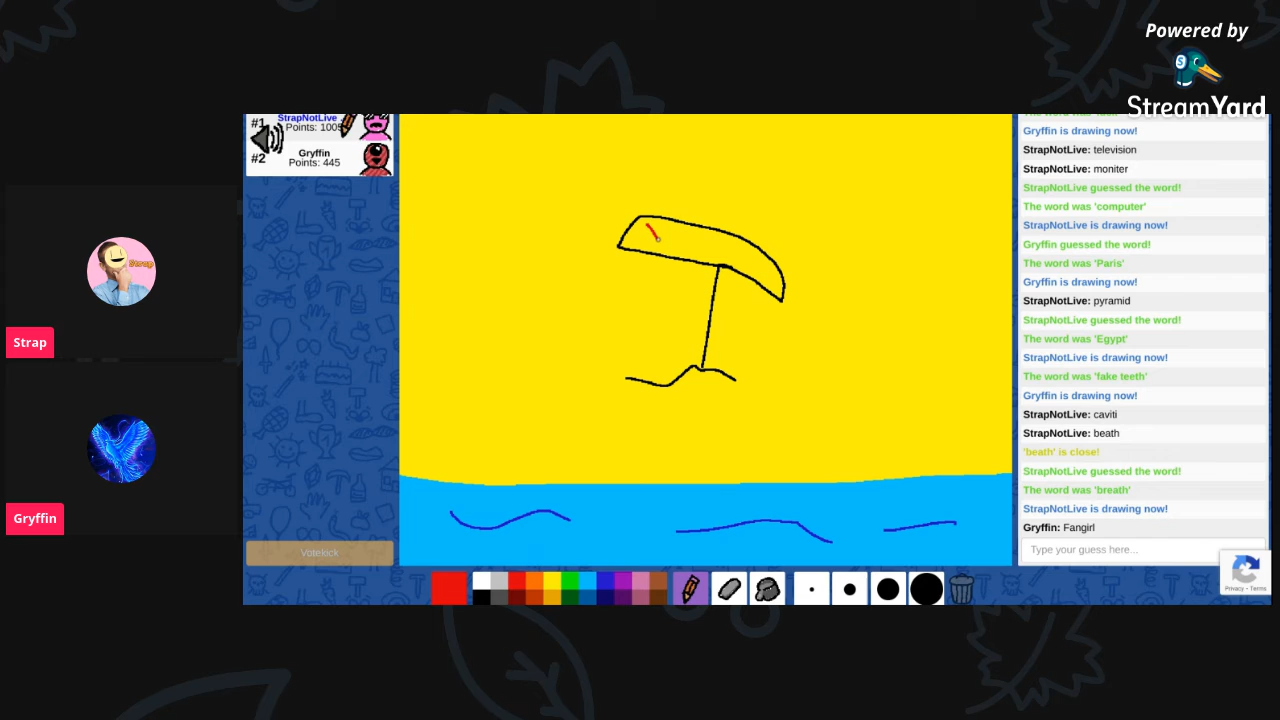 Powered by
StreamYard
#1
StrapNotLive
Points: 1005
#2
Gryffin
Points: 445
Strap
Strap
Gryffin
Votekick
Gryffin is drawing now!
StrapNotLive: television
StrapNotLive: moniter
StrapNotLive guessed the word!
The word was 'computer'
StrapNotLive is drawing now!
Gryffin guessed the word!
The word was 'Paris'
Gryffin is drawing now!
StrapNotLive: pyramid
StrapNotLive guessed the word!
The word was 'Egypt'
StrapNotLive is drawing now!
The word was 'fake teeth'
Gryffin is drawing now!
StrapNotLive: caviti
StrapNotLive: beath
'beath' is close!
StrapNotLive guessed the word!
The word was 'breath'
StrapNotLive is drawing now!
Gryffin: Fangirl
Type your guess here...
Privacy - Terms